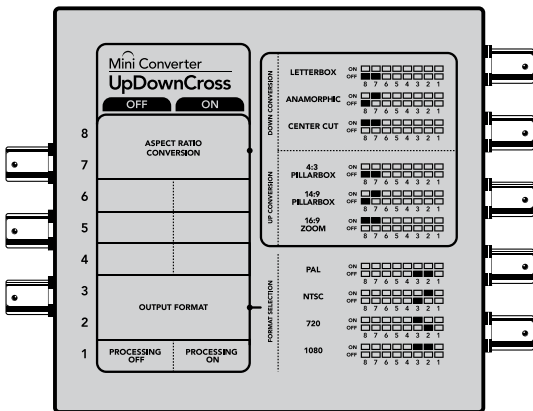 Mini Converter
UpDownCross
OFF ON
8
ASPECT RATIO
CONVERSION
7
6
5
4
3
OUTPUT FORMAT
2
1
PROCESSING
OFF
PROCESSING
ON
DOWN CONVERSION
LETTERBOX
ON
OFF
8 7 6 5 4 3 2 1
ANAMORPHIC
ON
OFF
8 7 6 5 4 3 2 1
CENTER CUT
ON
OFF
8 7 6 5 4 3 2 1
UP CONVERSION
4:3
PILLARBOX
ON
OFF
8 7 6 5 4 3 2 1
14:9
PILLARBOX
ON
OFF
8 7 6 5 4 3 2 1
16:9
ZOOM
ON
OFF
8 7 6 5 4 3 2 1
FORMAT SELECTION
PAL
ON
OFF
8 7 6 5 4 3 2 1
NTSC
ON
OFF
8 7 6 5 4 3 2 1
720
ON
OFF
8 7 6 5 4 3 2 1
1080
ON
OFF
8 7 6 5 4 3 2 1